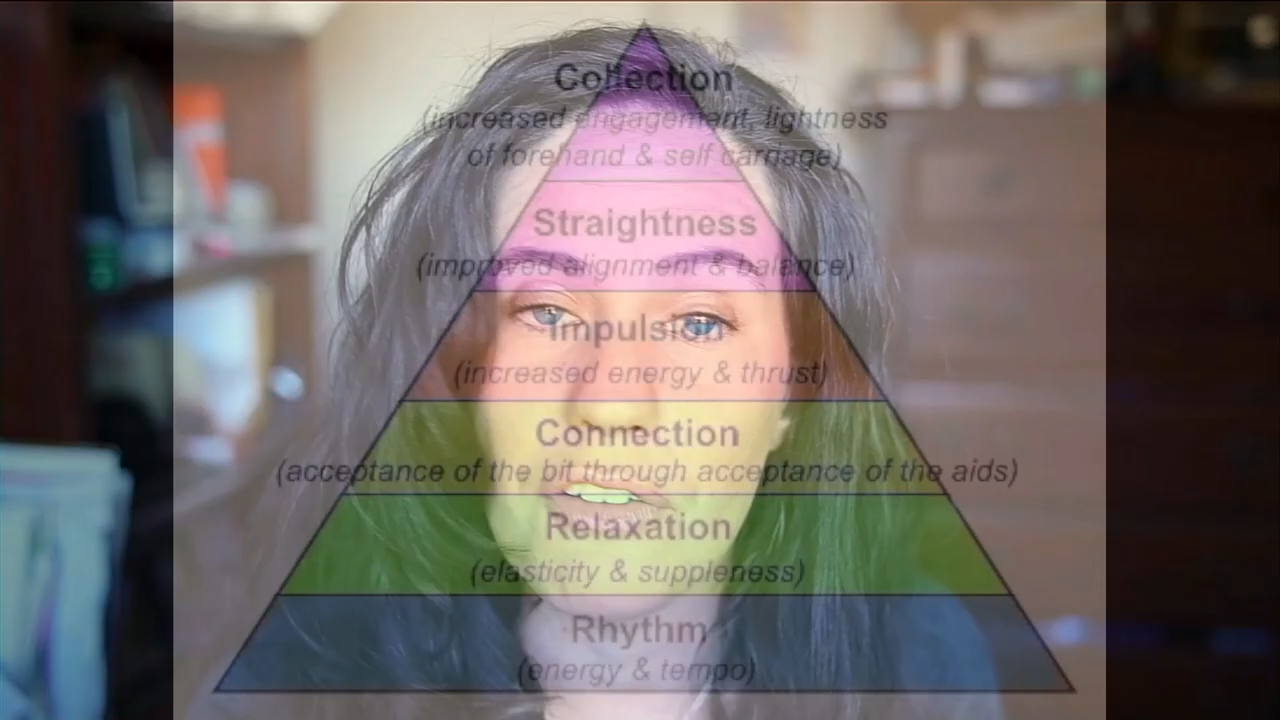 Collection
(increased engagement, lightness
of forehand & self carriage)
Straightness
(improved alignment & balance)
Impulsion
(increased energy & thrust)
Connection
(acceptance of the bit through acceptance of the aids)
Relaxation
(elasticity & suppleness)
Rhythm
(energy & tempo)